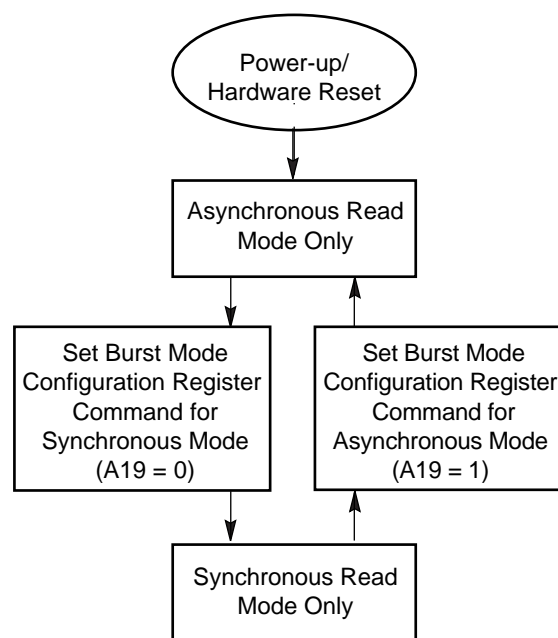 Power-up/
Hardware Reset
Asynchronous Read
Mode Only
Set Burst Mode
Configuration Register
Command for
Synchronous Mode
(A19 = 0)
Set Burst Mode
Configuration Register
Command for
Asynchronous Mode
(A19 = 1)
Synchronous Read
Mode Only